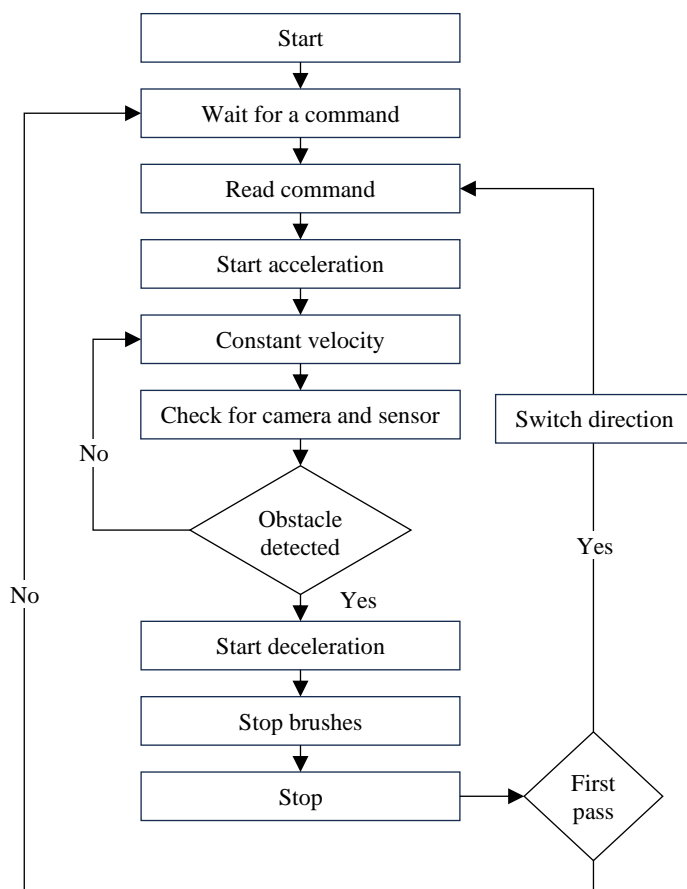 Start
Wait for a command
Read command
Start acceleration
Constant velocity
Check for camera and sensor
Switch direction
No
Obstacle
detected
Yes
No
Yes
Start deceleration
Stop brushes
Stop
First
pass